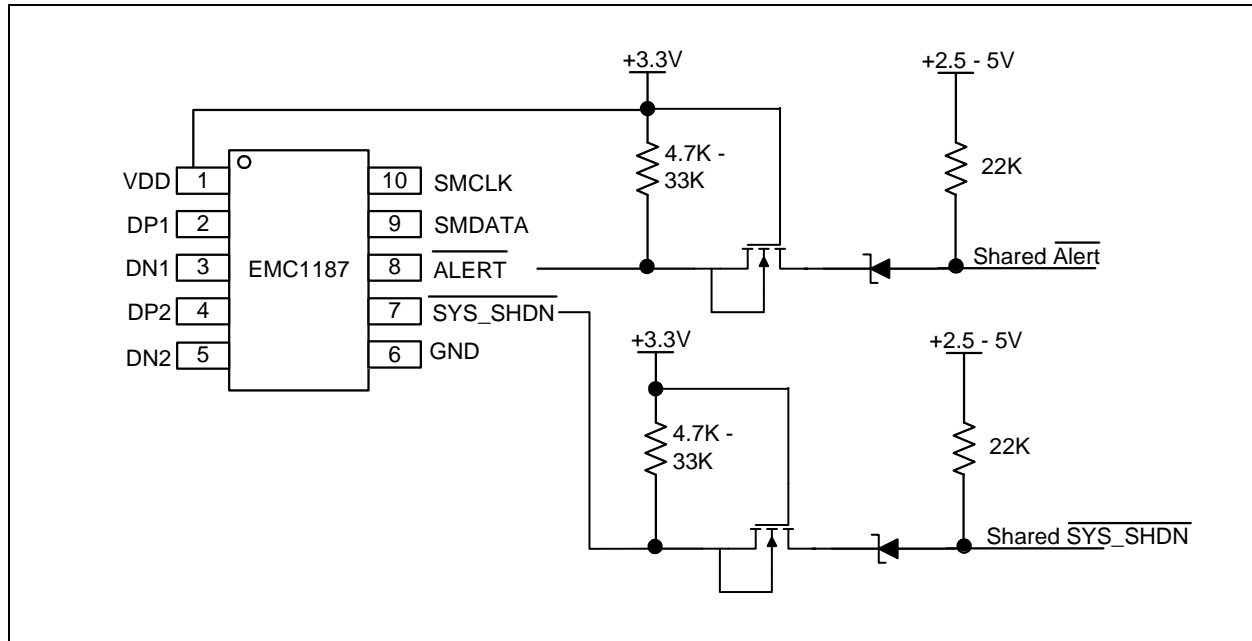 +3.3V
+2.5 - 5V
4.7K -
33K
22K
VDD 1
10 SMCLK
DP1 2
9 SMDATA
DN1 3
EMC1187
8 ALERT
Shared Alert
DP2 4
7 SYS_SHDN
DN2 5
6 GND
+3.3V
+2.5 - 5V
4.7K -
33K
22K
Shared SYS_SHDN